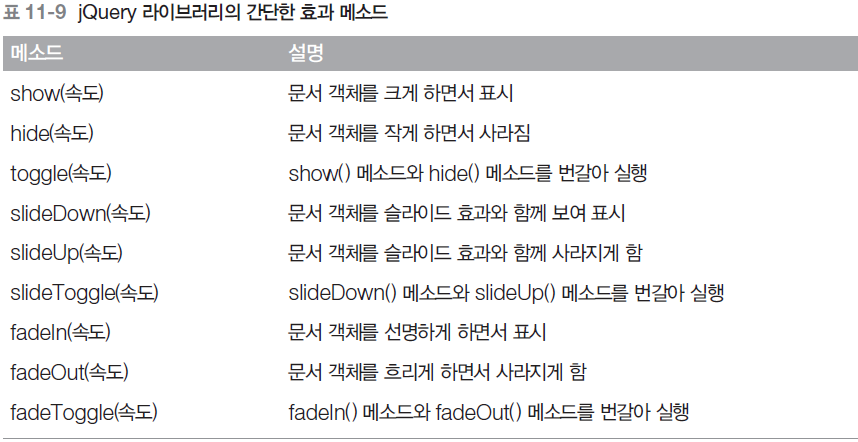 표 11-9 jQuery 라이브러리의 간단한 효과 메소드
메소드 설명
show(속도) 문서 객체를 크게 하면서 표시
hide(속도) 문서 객체를 작게 하면서 사라짐
toggle(속도) show() 메소드와 hide() 메소드를 번갈아 실행
slideDown(속도) 문서 객체를 슬라이드 효과와 함께 보여 표시
slideUp(속도) 문서 객체를 슬라이드 효과와 함께 사라지게 함
slideToggle(속도) slideDown() 메소드와 slideUp() 메소드를 번갈아 실행
fadeIn(속도) 문서 객체를 선명하게 하면서 표시
fadeOut(속도) 문서 객체를 흐리게 하면서 사라지게 함
fadeToggle(속도) fadeIn() 메소드와 fadeOut() 메소드를 번갈아 실행